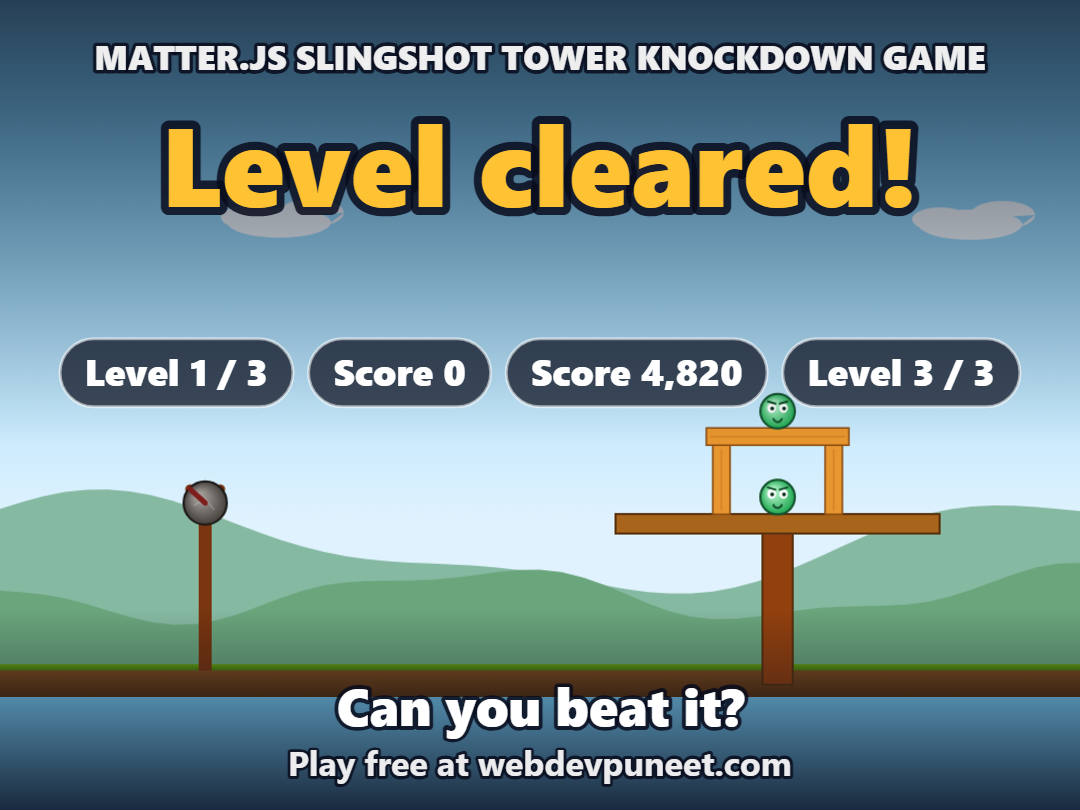 MATTER.JS SLINGSHOT TOWER KNOCKDOWN GAME
Level cleared!
Level 1 / 3 Score 0 Score 4,820 Level 3 / 3
Can you beat it?
Play free at webdevpuneet.com